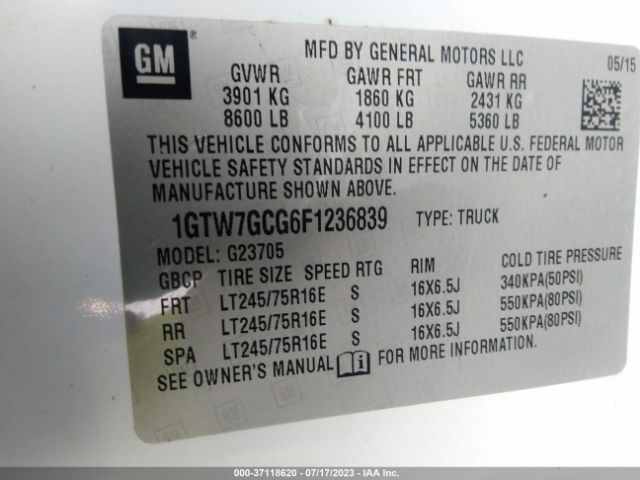 GM
MFD BY GENERAL MOTORS LLC 05/15
GVWR GAWR FRT GAWR RR
3901 KG 1860 KG 2431 KG
8600 LB 4100 LB 5360 LB
THIS VEHICLE CONFORMS TO ALL APPLICABLE U.S. FEDERAL MOTOR
VEHICLE SAFETY STANDARDS IN EFFECT ON THE DATE OF
MANUFACTURE SHOWN ABOVE.
1GTW7GCG6F1236839 TYPE: TRUCK
MODEL: G23705
GBCP TIRE SIZE SPEED RTG RIM COLD TIRE PRESSURE
FRT LT245/75R16E S 16X6.5J 340KPA(50PSI)
RR LT245/75R16E S 16X6.5J 550KPA(80PSI)
SPA LT245/75R16E S 16X6.5J 550KPA(80PSI)
SEE OWNER'S MANUAL FOR MORE INFORMATION.
000-37118620 - 07/17/2023 - IAA Inc.